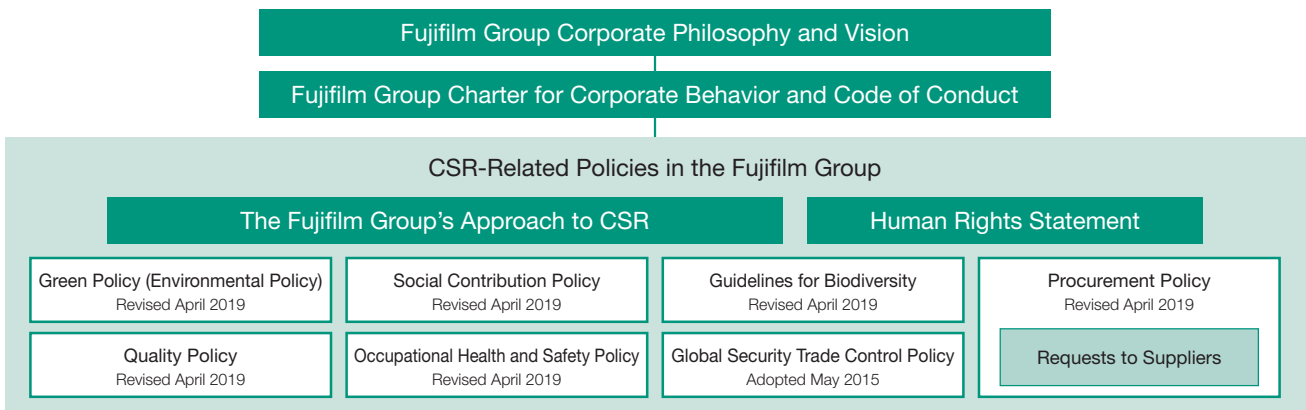 Fujifilm Group Corporate Philosophy and Vision
Fujifilm Group Charter for Corporate Behavior and Code of Conduct
CSR-Related Policies in the Fujifilm Group
The Fujifilm Group’s Approach to CSR
Human Rights Statement
Green Policy (Environmental Policy)
Revised April 2019
Social Contribution Policy
Revised April 2019
Guidelines for Biodiversity
Revised April 2019
Procurement Policy
Revised April 2019
Requests to Suppliers
Quality Policy
Revised April 2019
Occupational Health and Safety Policy
Revised April 2019
Global Security Trade Control Policy
Adopted May 2015